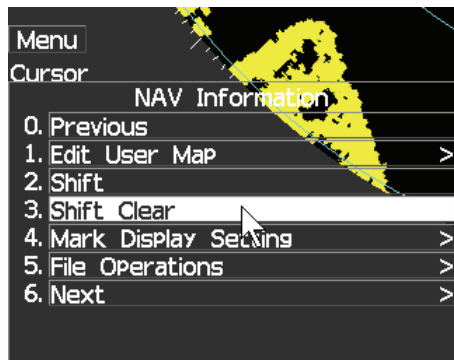 Menu
Cursor
NAV Information
0. Previous
1. Edit User Map >
2. Shift
3. Shift Clear
4. Mark Display Setting >
5. File Operations >
6. Next >